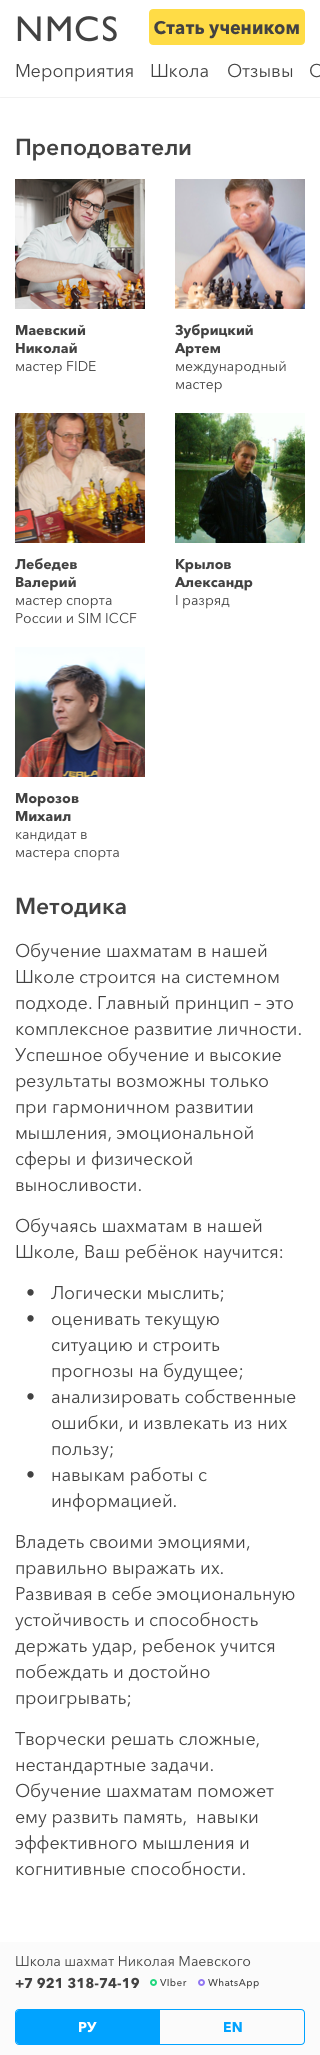 NMCS
Стать учеником
Мероприятия Школа Отзывы
Преподаватели
Маевский
Николай
мастер FIDE
Зубрицкий
Артем
международный
мастер
Лебедев
Валерий
мастер спорта
России и SIM ICCF
Крылов
Александр
I разряд
Морозов
Михаил
кандидат в
мастера спорта
Методика
Обучение шахматам в нашей
Школе строится на системном
подходе. Главный принцип – это
комплексное развитие личности.
Успешное обучение и высокие
результаты возможны только
при гармоничном развитии
мышления, эмоциональной
сферы и физической
выносливости.
Обучаясь шахматам в нашей
Школе, Ваш ребёнок научится:
• Логически мыслить;
• оценивать текущую
ситуацию и строить
прогнозы на будущее;
• анализировать собственные
ошибки, и извлекать из них
пользу;
• навыкам работы с
информацией.
Владеть своими эмоциями,
правильно выражать их.
Развивая в себе эмоциональную
устойчивость и способность
держать удар, ребенок учится
побеждать и достойно
проигрывать;
Творчески решать сложные,
нестандартные задачи.
Обучение шахматам поможет
ему развить память,  навыки
эффективного мышления и
когнитивные способности.
Школа шахмат Николая Маевского
+7 921 318-74-19 VIber WhatsApp
РУ EN